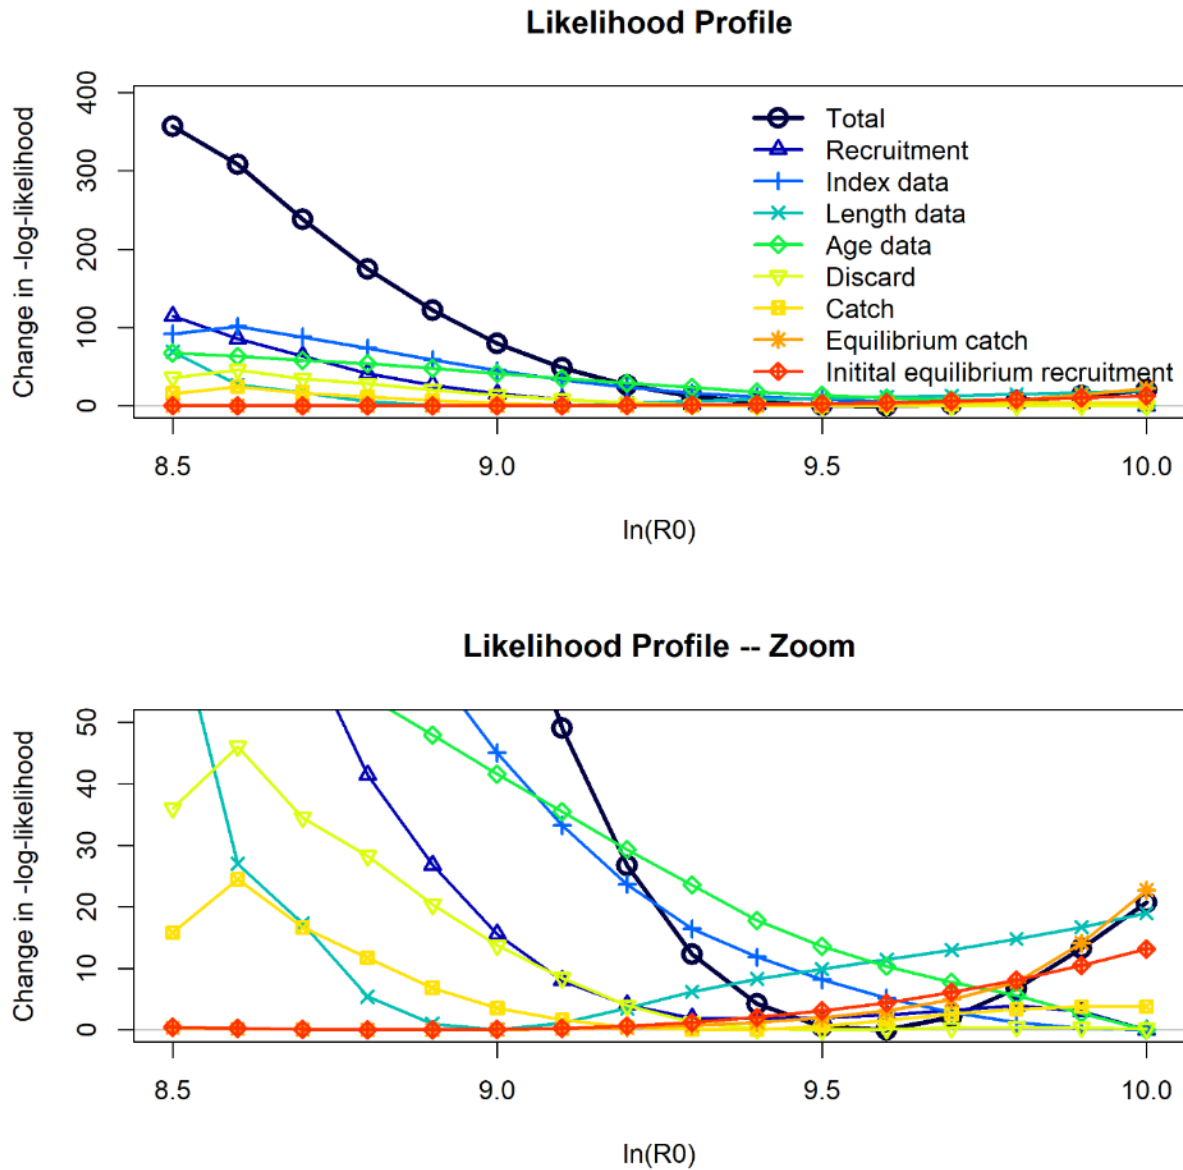 Likelihood Profile
Change in -log-likelihood
400
300
200
100
0
Total
Recruitment
Index data
Length data
Age data
Discard
Catch
Equilibrium catch
Initital equilibrium recruitment
8.5 9.0 9.5 10.0
ln(R0)
Likelihood Profile -- Zoom
Change in -log-likelihood
50
40
30
20
10
0
8.5 9.0 9.5 10.0
ln(R0)